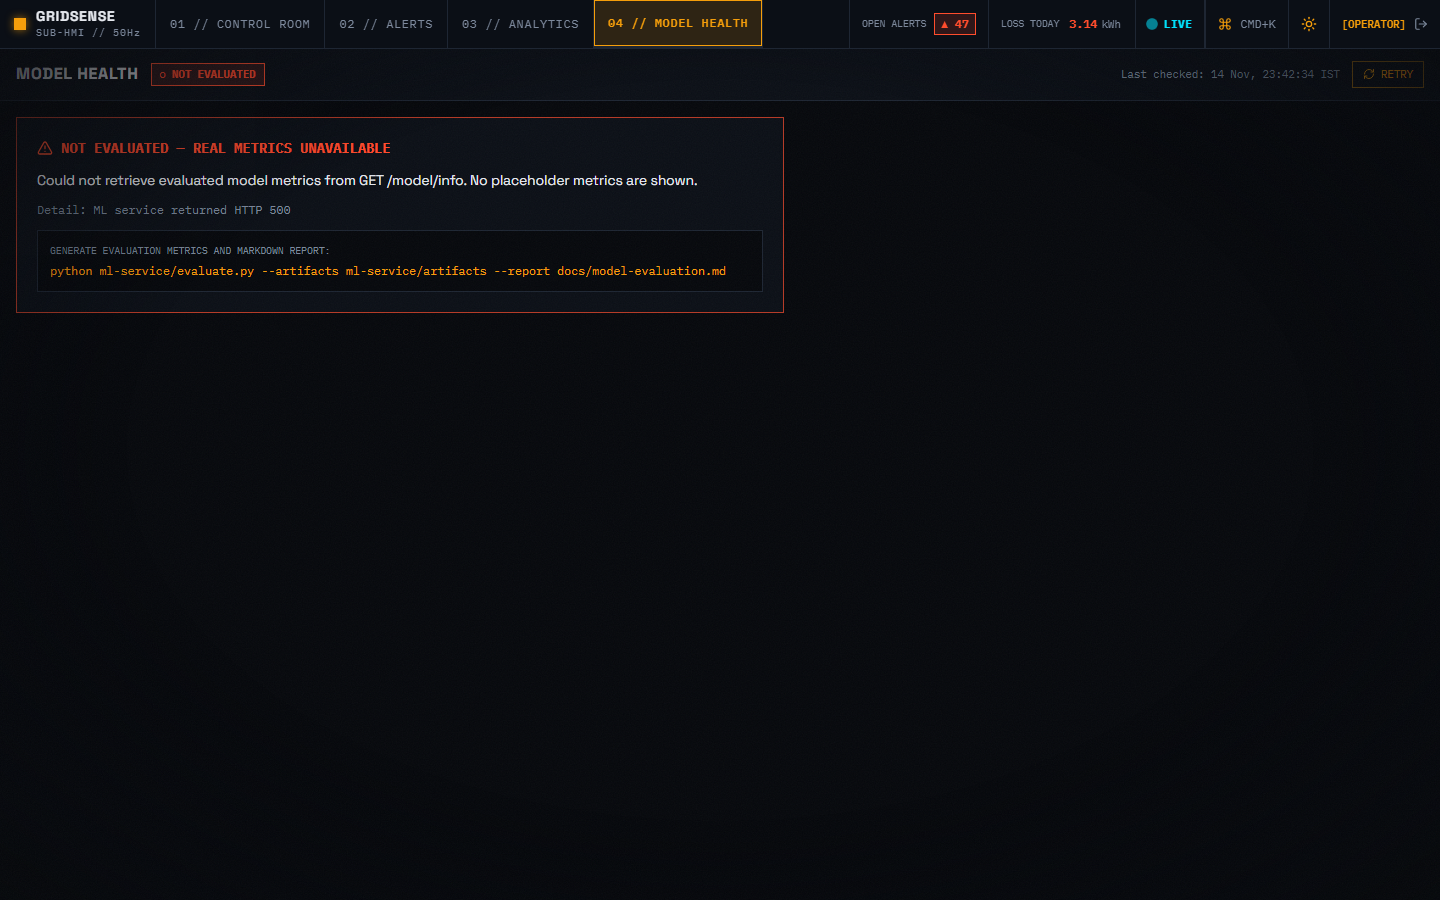 GRIDSENSE
SUB-HMI // 50Hz
01 // CONTROL ROOM
02 // ALERTS
03 // ANALYTICS
04 // MODEL HEALTH
OPEN ALERTS ▲ 47
LOSS TODAY 3.14 kWh
LIVE
⌘ CMD+K
[OPERATOR]
MODEL HEALTH
○ NOT EVALUATED
Last checked: 14 Nov, 23:42:34 IST
RETRY
NOT EVALUATED — REAL METRICS UNAVAILABLE
Could not retrieve evaluated model metrics from GET /model/info. No placeholder metrics are shown.
Detail: ML service returned HTTP 500
GENERATE EVALUATION METRICS AND MARKDOWN REPORT:
python ml-service/evaluate.py --artifacts ml-service/artifacts --report docs/model-evaluation.md